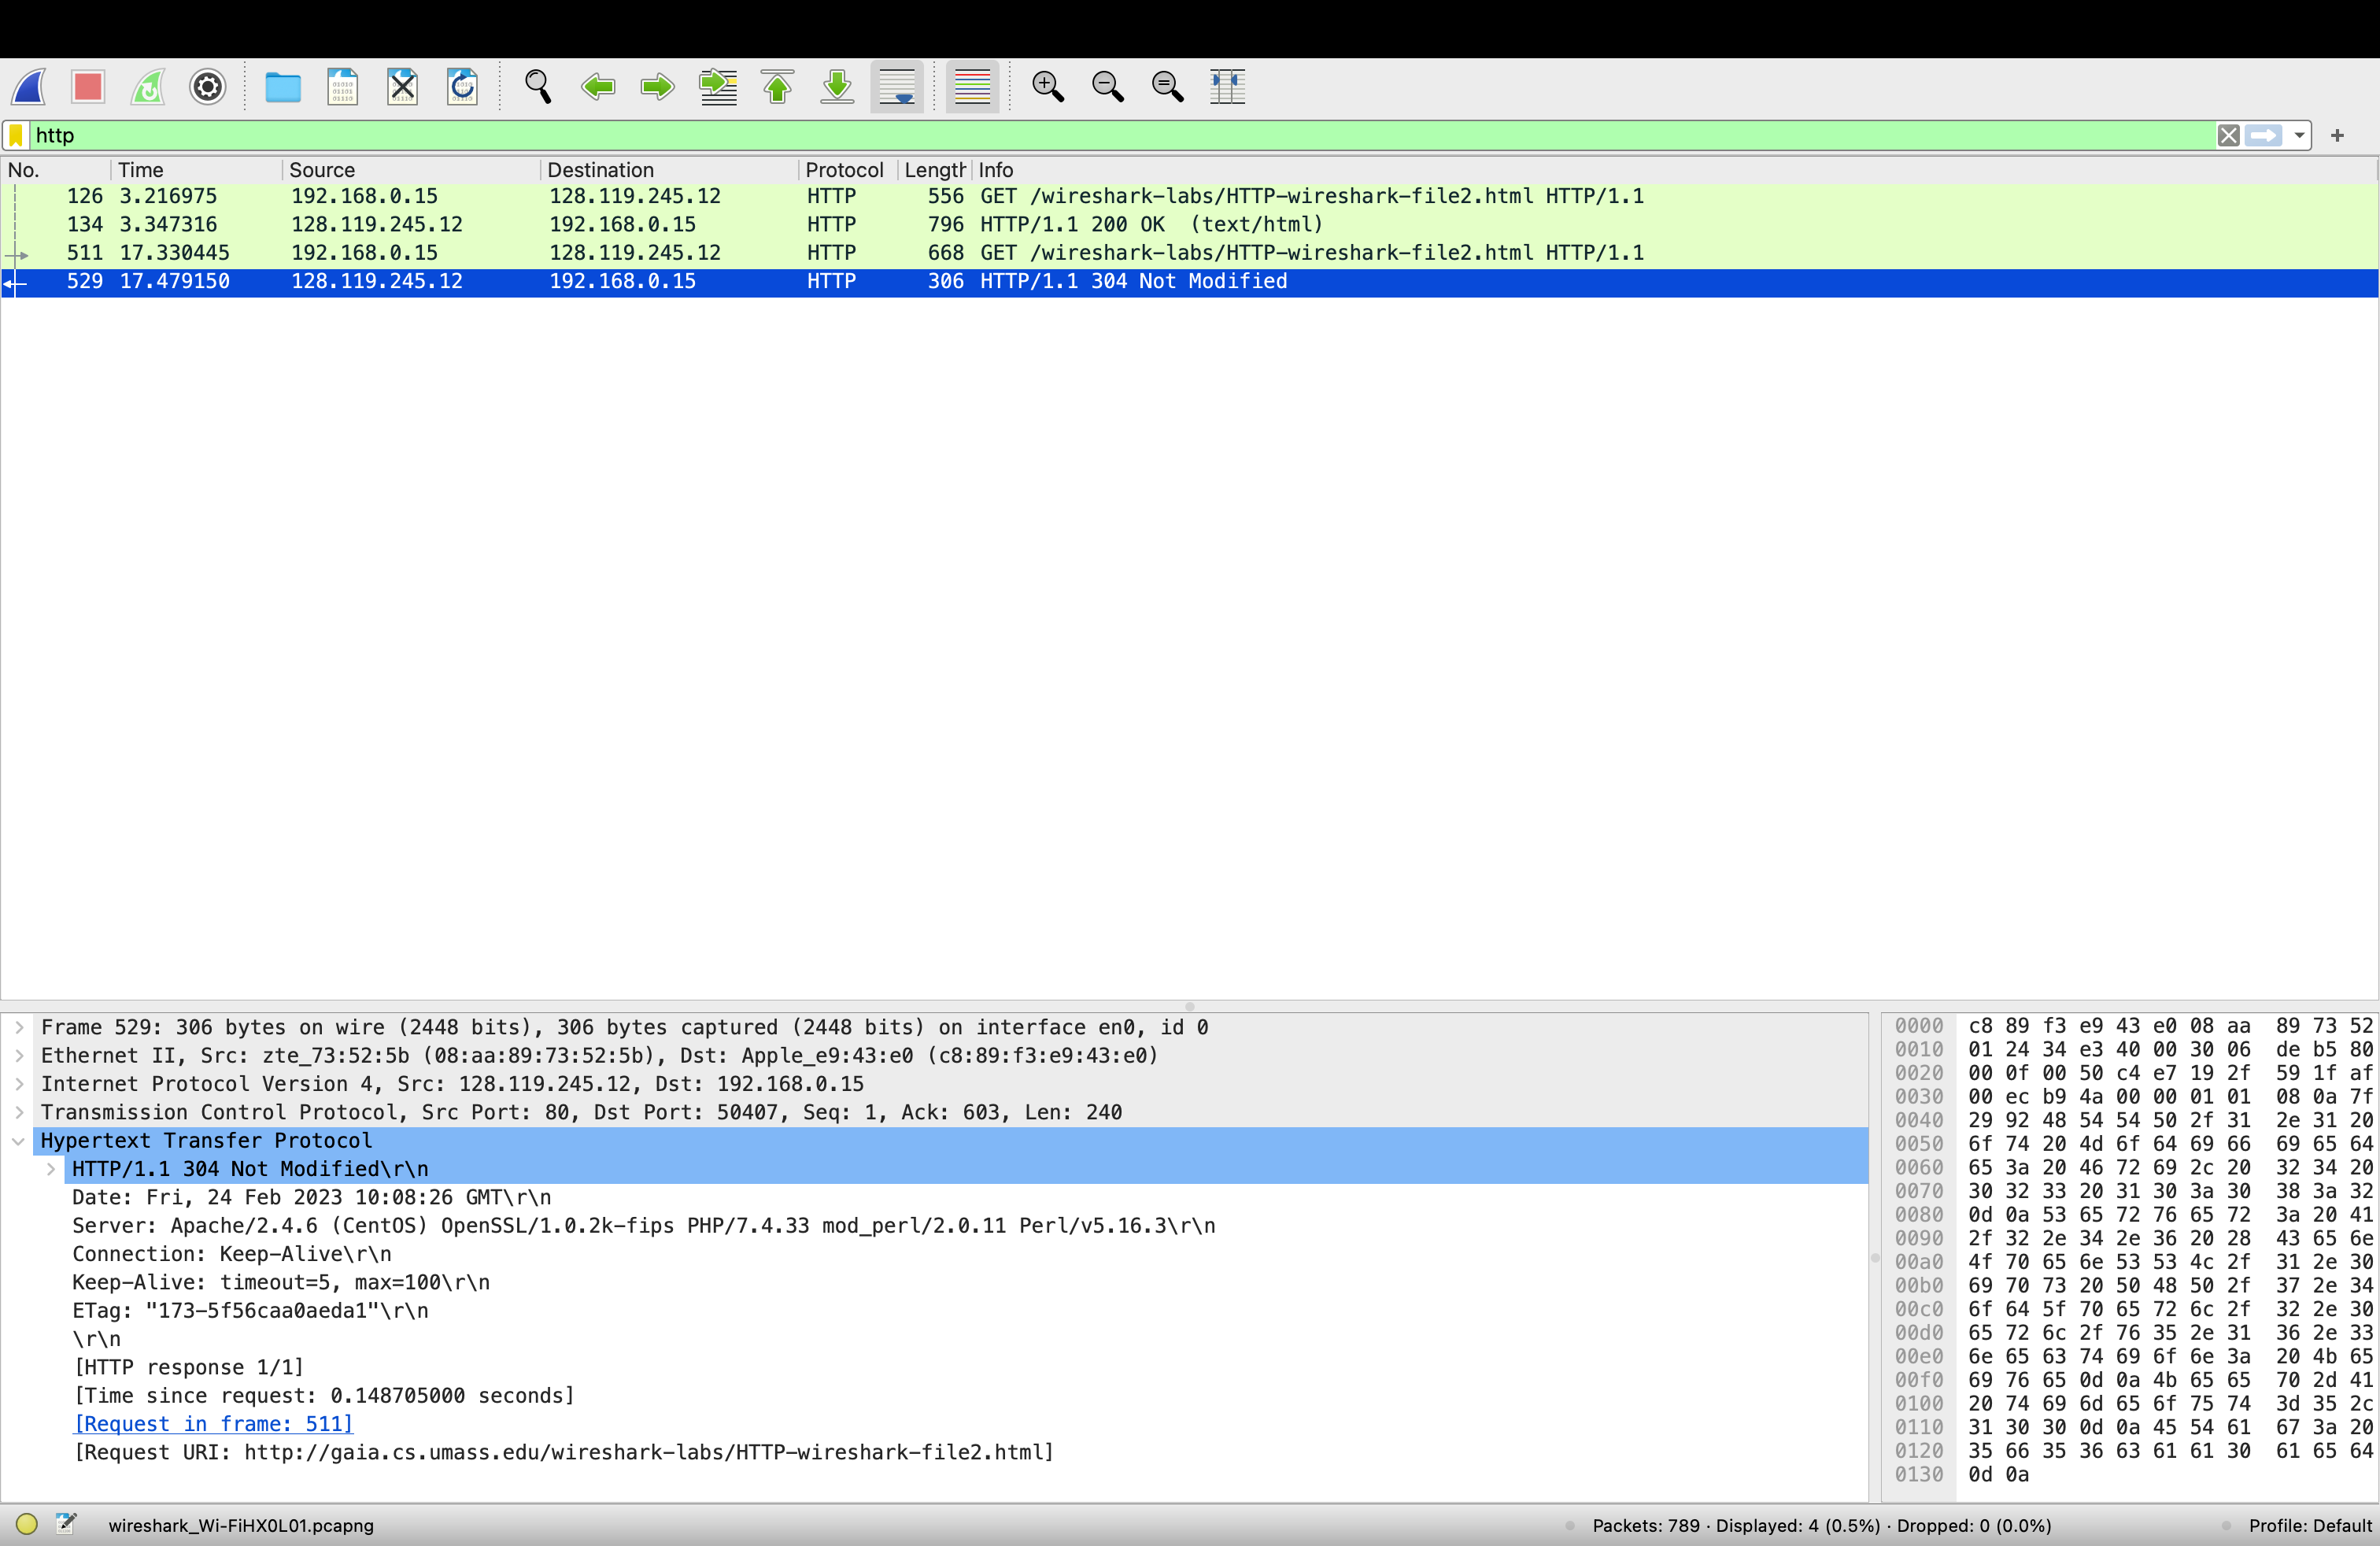 http
No. Time Source Destination Protocol Length Info
126 3.216975 192.168.0.15 128.119.245.12 HTTP 556 GET /wireshark-labs/HTTP-wireshark-file2.html HTTP/1.1
134 3.347316 128.119.245.12 192.168.0.15 HTTP 796 HTTP/1.1 200 OK (text/html)
511 17.330445 192.168.0.15 128.119.245.12 HTTP 668 GET /wireshark-labs/HTTP-wireshark-file2.html HTTP/1.1
529 17.479150 128.119.245.12 192.168.0.15 HTTP 306 HTTP/1.1 304 Not Modified
Frame 529: 306 bytes on wire (2448 bits), 306 bytes captured (2448 bits) on interface en0, id 0
Ethernet II, Src: zte_73:52:5b (08:aa:89:73:52:5b), Dst: Apple_e9:43:e0 (c8:89:f3:e9:43:e0)
Internet Protocol Version 4, Src: 128.119.245.12, Dst: 192.168.0.15
Transmission Control Protocol, Src Port: 80, Dst Port: 50407, Seq: 1, Ack: 603, Len: 240
Hypertext Transfer Protocol
HTTP/1.1 304 Not Modified\r\n
Date: Fri, 24 Feb 2023 10:08:26 GMT\r\n
Server: Apache/2.4.6 (CentOS) OpenSSL/1.0.2k-fips PHP/7.4.33 mod_perl/2.0.11 Perl/v5.16.3\r\n
Connection: Keep-Alive\r\n
Keep-Alive: timeout=5, max=100\r\n
ETag: "173-5f56caa0aeda1"\r\n
\r\n
[HTTP response 1/1]
[Time since request: 0.148705000 seconds]
[Request in frame: 511]
[Request URI: http://gaia.cs.umass.edu/wireshark-labs/HTTP-wireshark-file2.html]
0000 c8 89 f3 e9 43 e0 08 aa 89 73 52
0010 01 24 34 e3 40 00 30 06 de b5 80
0020 00 0f 00 50 c4 e7 19 2f 59 1f af
0030 00 ec b9 4a 00 00 01 01 08 0a 7f
0040 29 92 48 54 54 50 2f 31 2e 31 20
0050 6f 74 20 4d 6f 64 69 66 69 65 64
0060 65 3a 20 46 72 69 2c 20 32 34 20
0070 30 32 33 20 31 30 3a 30 38 3a 32
0080 0d 0a 53 65 72 76 65 72 3a 20 41
0090 2f 32 2e 34 2e 36 20 28 43 65 6e
00a0 4f 70 65 6e 53 53 4c 2f 31 2e 30
00b0 69 70 73 20 50 48 50 2f 37 2e 34
00c0 6f 64 5f 70 65 72 6c 2f 32 2e 30
00d0 65 72 6c 2f 76 35 2e 31 36 2e 33
00e0 6e 65 63 74 69 6f 6e 3a 20 4b 65
00f0 69 76 65 0d 0a 4b 65 65 70 2d 41
0100 20 74 69 6d 65 6f 75 74 3d 35 2c
0110 31 30 30 0d 0a 45 54 61 67 3a 20
0120 35 66 35 36 63 61 61 30 61 65 64
0130 0d 0a
wireshark_Wi-FiHX0L01.pcapng
Packets: 789 · Displayed: 4 (0.5%) · Dropped: 0 (0.0%)
Profile: Default